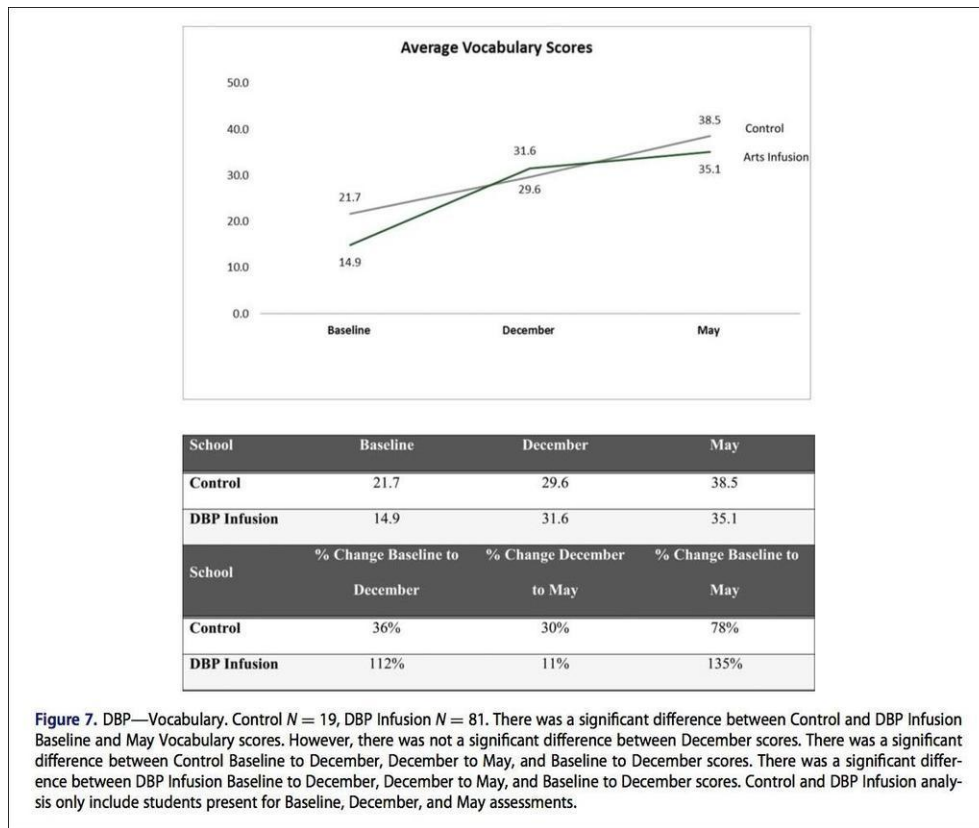 Average Vocabulary Scores
50.0
40.0
30.0
20.0
10.0
0.0
21.7
14.9
31.6
29.6
38.5
35.1
Control
Arts Infusion
Baseline December May
School Baseline December May
Control 21.7 29.6 38.5
DBP Infusion 14.9 31.6 35.1
School % Change Baseline to December % Change December to May % Change Baseline to May
Control 36% 30% 78%
DBP Infusion 112% 11% 135%
Figure 7. DBP—Vocabulary. Control N = 19, DBP Infusion N = 81. There was a significant difference between Control and DBP Infusion
Baseline and May Vocabulary scores. However, there was not a significant difference between December scores. There was a significant
difference between Control Baseline to December, December to May, and Baseline to December scores. There was a significant differ-
ence between DBP Infusion Baseline to December, December to May, and Baseline to December scores. Control and DBP Infusion analy-
sis only include students present for Baseline, December, and May assessments.